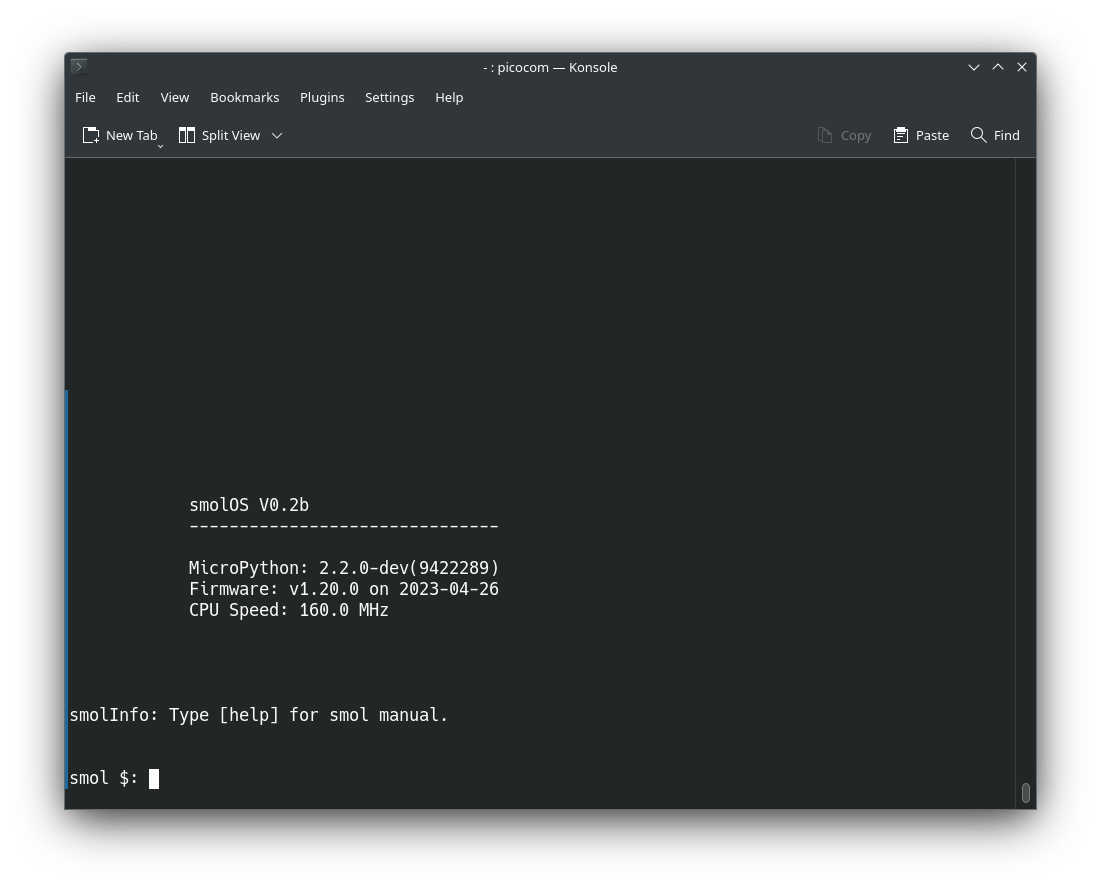 - : picocom — Konsole
File Edit View Bookmarks Plugins Settings Help
New Tab Split View Copy Paste Find
smolOS V0.2b
-------------------------------
MicroPython: 2.2.0-dev(9422289)
Firmware: v1.20.0 on 2023-04-26
CPU Speed: 160.0 MHz
smolInfo: Type [help] for smol manual.
smol $: